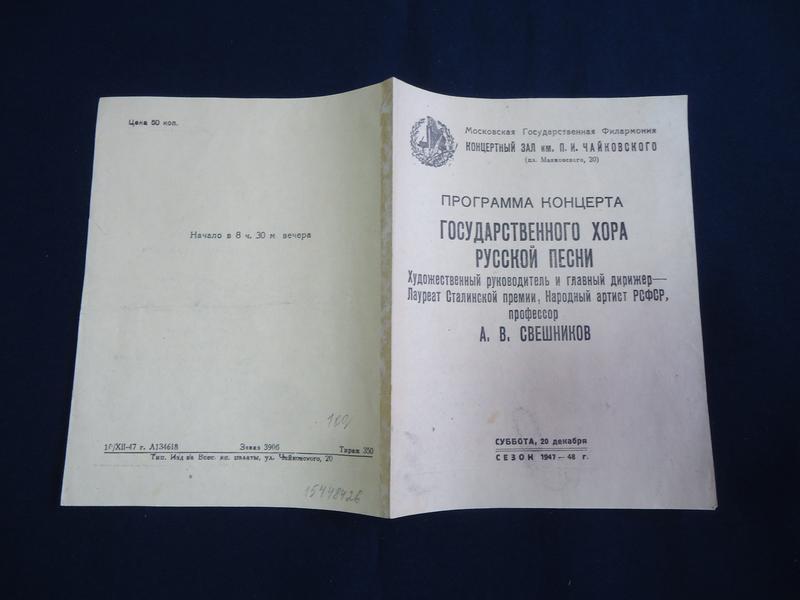 Цена 50 коп.
Начало в 8 ч. 30 м вечера
109
/XII-47 г. А134618 Заказ 3906 Тираж 350
Тип. Изд-ва Всес. кн. палаты, ул. Чайковского, 20
15448426
Московская Государственная Филармония
КОНЦЕРТНЫЙ ЗАЛ им. П. И. ЧАЙКОВСКОГО
(пл. Маяковского, 20)
ПРОГРАММА КОНЦЕРТА
ГОСУДАРСТВЕННОГО ХОРА
РУССКОЙ ПЕСНИ
Художественный руководитель и главный дирижер—
Лауреат Сталинской премии, Народный артист РСФСР,
профессор
А. В. СВЕШНИКОВ
СУББОТА, 20 декабря
СЕЗОН 1947—48 г.